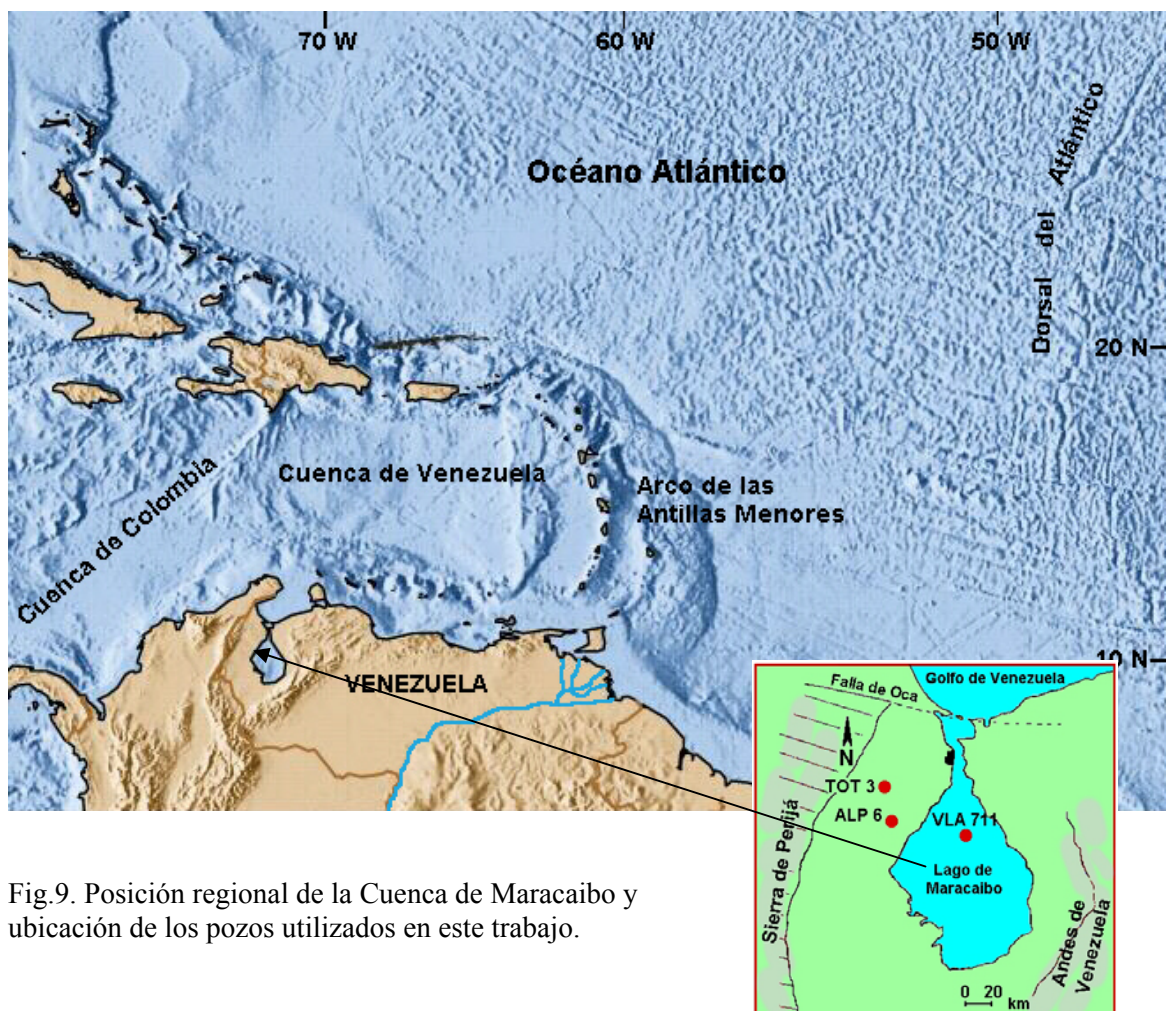 70 W
60 W
50 W
Océano Atlántico
Dorsal del Atlántico
20 N
Cuenca de Venezuela
Arco de las
Antillas Menores
Cuenca de Colombia
10 N
VENEZUELA
Golfo de Venezuela
Falla de Oca
N
TOT 3
ALP 6
VLA 711
Lago de
Maracaibo
Sierra de Perijá
Andes de
Venezuela
0 20
km
Fig.9. Posición regional de la Cuenca de Maracaibo y
ubicación de los pozos utilizados en este trabajo.